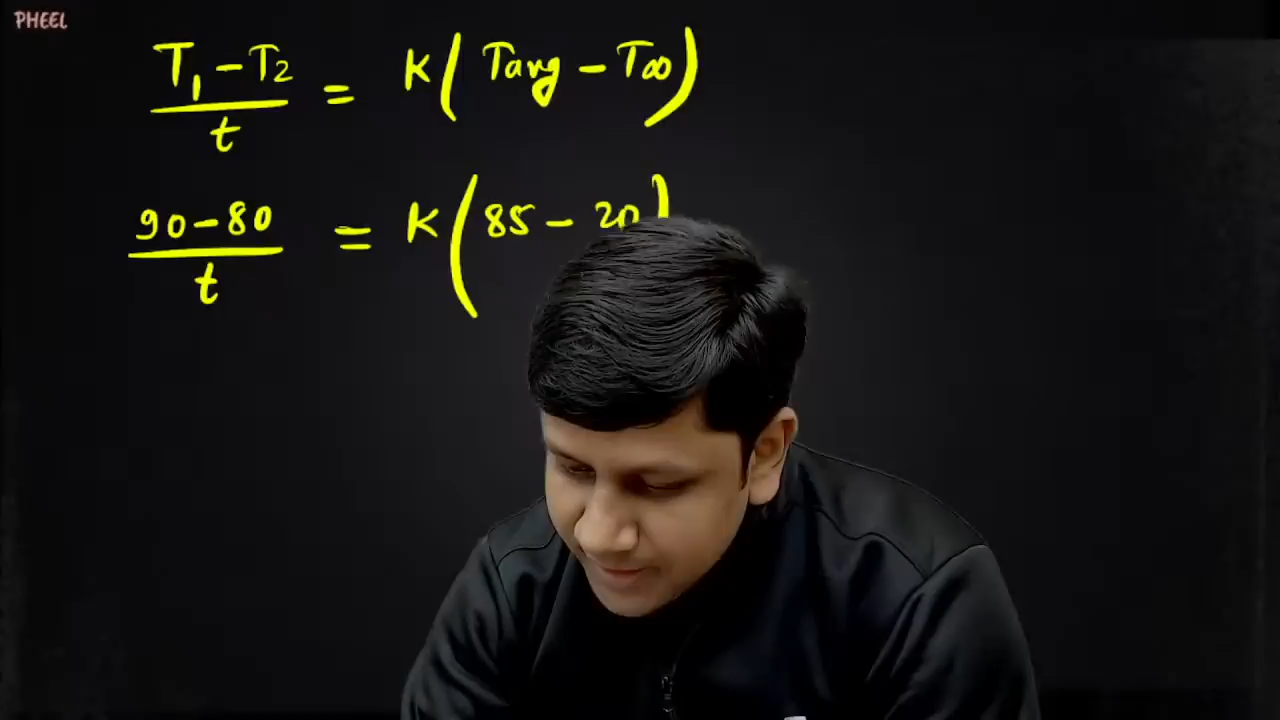 PHEEL
T₁ - T₂ / t = K(Tavg - T∞)
90 - 80 / t = K(85 - 20)